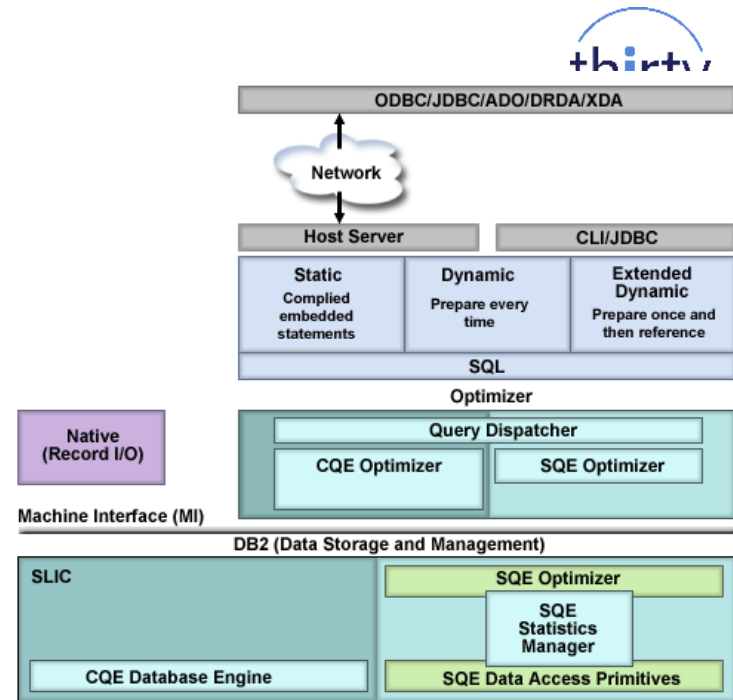 thirty
ODBC/JDBC/ADO/DRDA/XDA
Network
Host Server
CLI/JDBC
Static
Complied
embedded
statements
Dynamic
Prepare every
time
Extended
Dynamic
Prepare once and
then reference
SQL
Optimizer
Native
(Record I/O)
Query Dispatcher
CQE Optimizer
SQE Optimizer
Machine Interface (MI)
DB2 (Data Storage and Management)
SLIC
SQE Optimizer
SQE
Statistics
Manager
CQE Database Engine
SQE Data Access Primitives